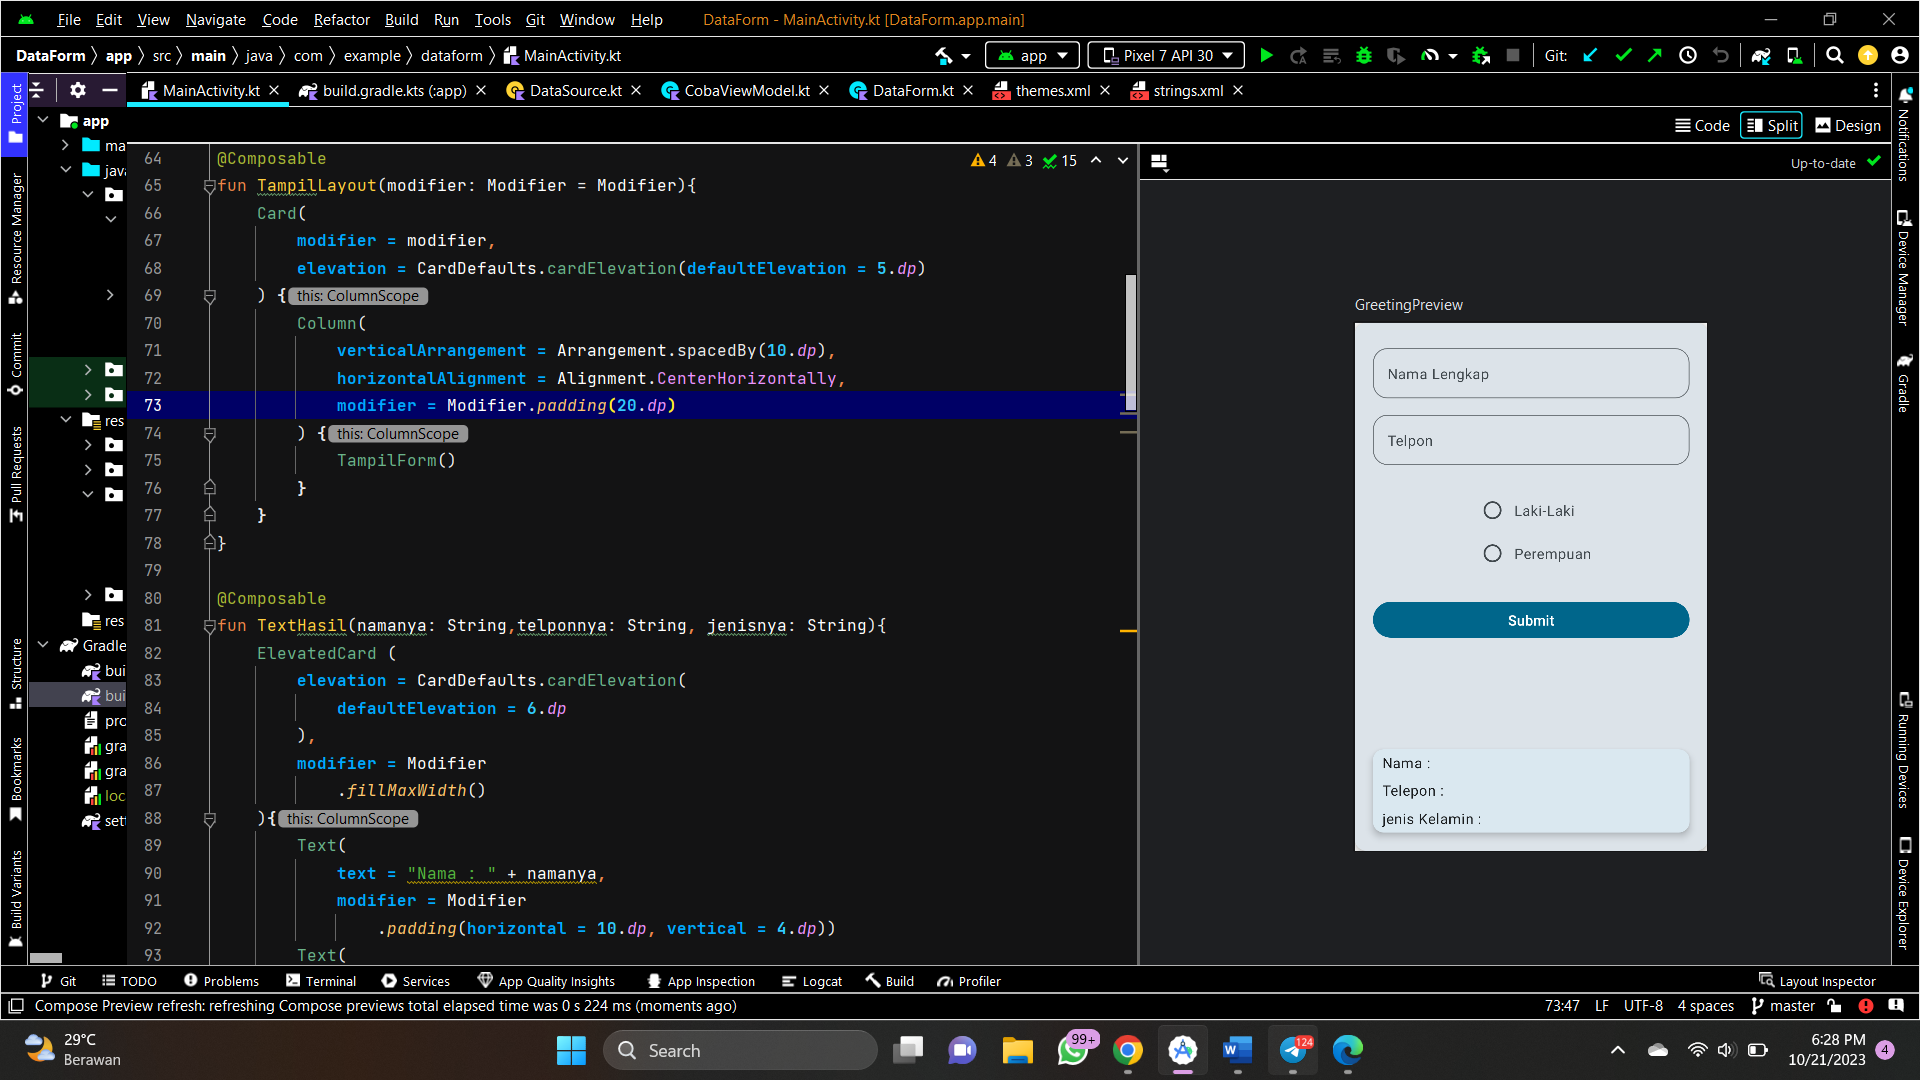 File Edit View Navigate Code Refactor Build Run Tools Git Window Help DataForm - MainActivity.kt [DataForm.app.main]
DataForm app src main java com example dataform MainActivity.kt app Pixel 7 API 30 Git:
MainActivity.kt build.gradle.kts (:app) DataSource.kt CobaViewModel.kt DataForm.kt themes.xml strings.xml
Code Split Design
Project
Resource Manager
Commit
Pull Requests
Structure
Bookmarks
Build Variants
app
ma
java
res
res
Gradle
bui
bui
pro
gra
gra
loc
sett
4 3 15
64 @Composable
65 fun TampilLayout(modifier: Modifier = Modifier){
66 Card(
67 modifier = modifier,
68 elevation = CardDefaults.cardElevation(defaultElevation = 5.dp)
69 ) { this: ColumnScope
70 Column(
71 verticalArrangement = Arrangement.spacedBy(10.dp),
72 horizontalAlignment = Alignment.CenterHorizontally,
73 modifier = Modifier.padding(20.dp)
74 ) { this: ColumnScope
75 TampilForm()
76 }
77 }
78 }
79
80 @Composable
81 fun TextHasil(namanya: String,telponnya: String, jenisnya: String){
82 ElevatedCard (
83 elevation = CardDefaults.cardElevation(
84 defaultElevation = 6.dp
85 ),
86 modifier = Modifier
87 .fillMaxWidth()
88 ){ this: ColumnScope
89 Text(
90 text = "Nama : " + namanya,
91 modifier = Modifier
92 .padding(horizontal = 10.dp, vertical = 4.dp))
93 Text(
Up-to-date
GreetingPreview
Nama Lengkap
Telpon
Laki-Laki
Perempuan
Submit
Nama :
Telepon :
jenis Kelamin :
Notifications
Device Manager
Gradle
Running Devices
Device Explorer
Git TODO Problems Terminal Services App Quality Insights App Inspection Logcat Build Profiler Layout Inspector
Compose Preview refresh: refreshing Compose previews total elapsed time was 0 s 224 ms (moments ago) 73:47 LF UTF-8 4 spaces master
29°C
Berawan
Search
99+
124
6:28 PM
10/21/2023
4